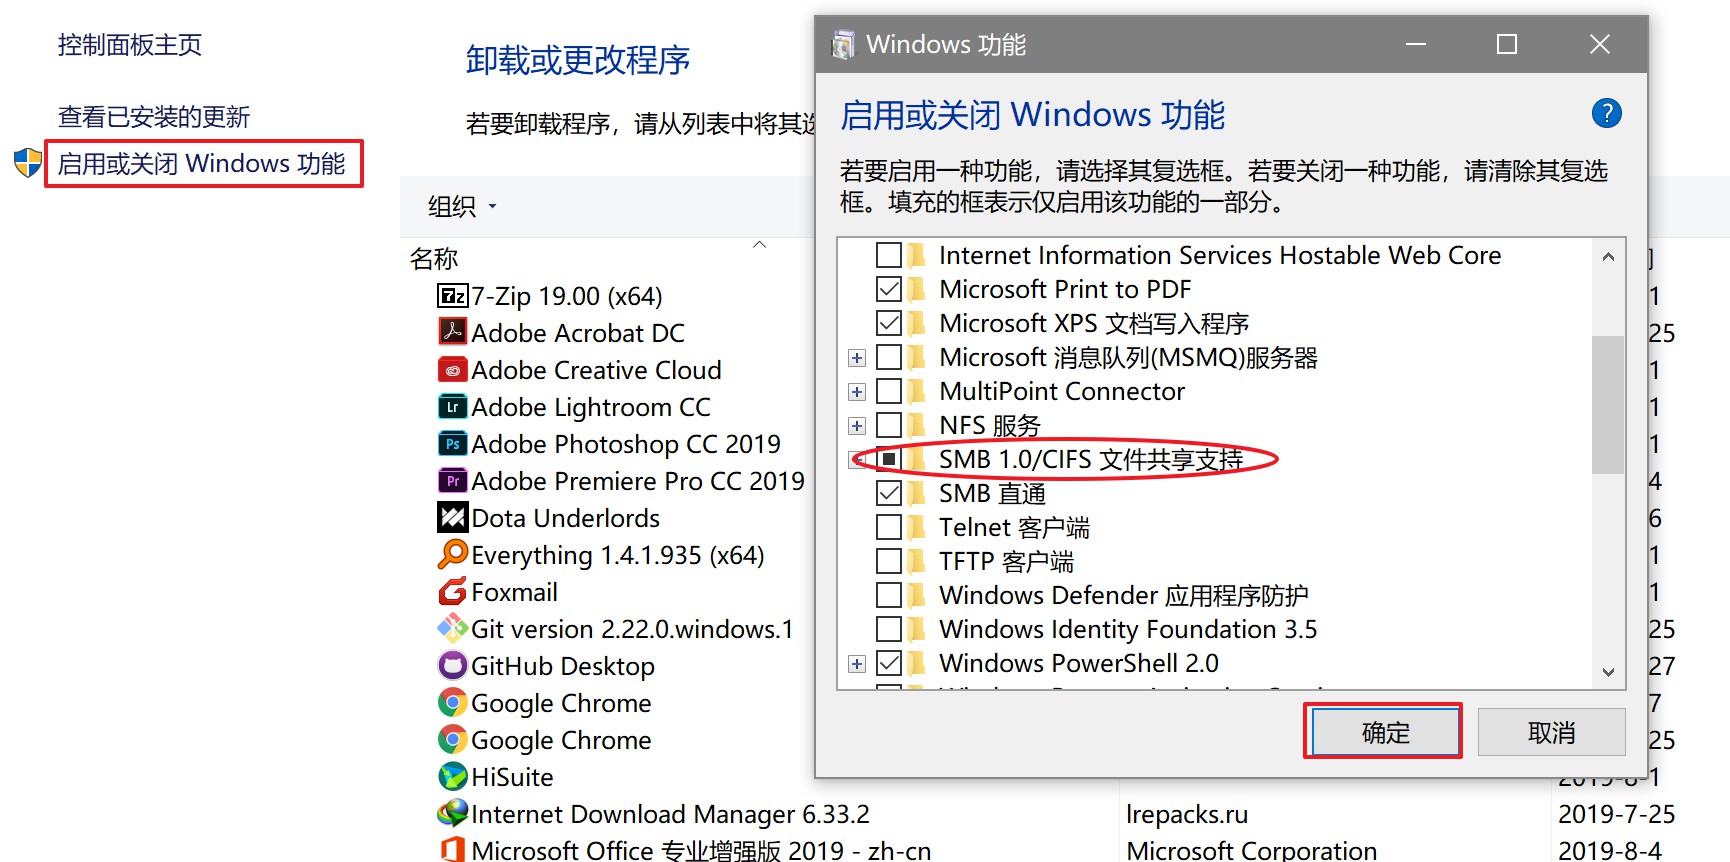 控制面板主页
查看已安装的更新
启用或关闭 Windows 功能
卸载或更改程序
若要卸载程序，请从列表中将其选
组织
名称
7-Zip 19.00 (x64)
Adobe Acrobat DC
Adobe Creative Cloud
Adobe Lightroom CC
Adobe Photoshop CC 2019
Adobe Premiere Pro CC 2019
Dota Underlords
Everything 1.4.1.935 (x64)
Foxmail
Git version 2.22.0.windows.1
GitHub Desktop
Google Chrome
Google Chrome
HiSuite
Internet Download Manager 6.33.2
lrepacks.ru
2019-7-25
Microsoft Office 专业增强版 2019 - zh-cn
Microsoft Corporation
2019-8-4
Windows 功能
启用或关闭 Windows 功能
若要启用一种功能，请选择其复选框。若要关闭一种功能，请清除其复选
框。填充的框表示仅启用该功能的一部分。
Internet Information Services Hostable Web Core
Microsoft Print to PDF
Microsoft XPS 文档写入程序
Microsoft 消息队列(MSMQ)服务器
MultiPoint Connector
NFS 服务
SMB 1.0/CIFS 文件共享支持
SMB 直通
Telnet 客户端
TFTP 客户端
Windows Defender 应用程序防护
Windows Identity Foundation 3.5
Windows PowerShell 2.0
确定
取消
1
25
1
1
1
4
6
1
1
25
27
7
25
2019-8-1